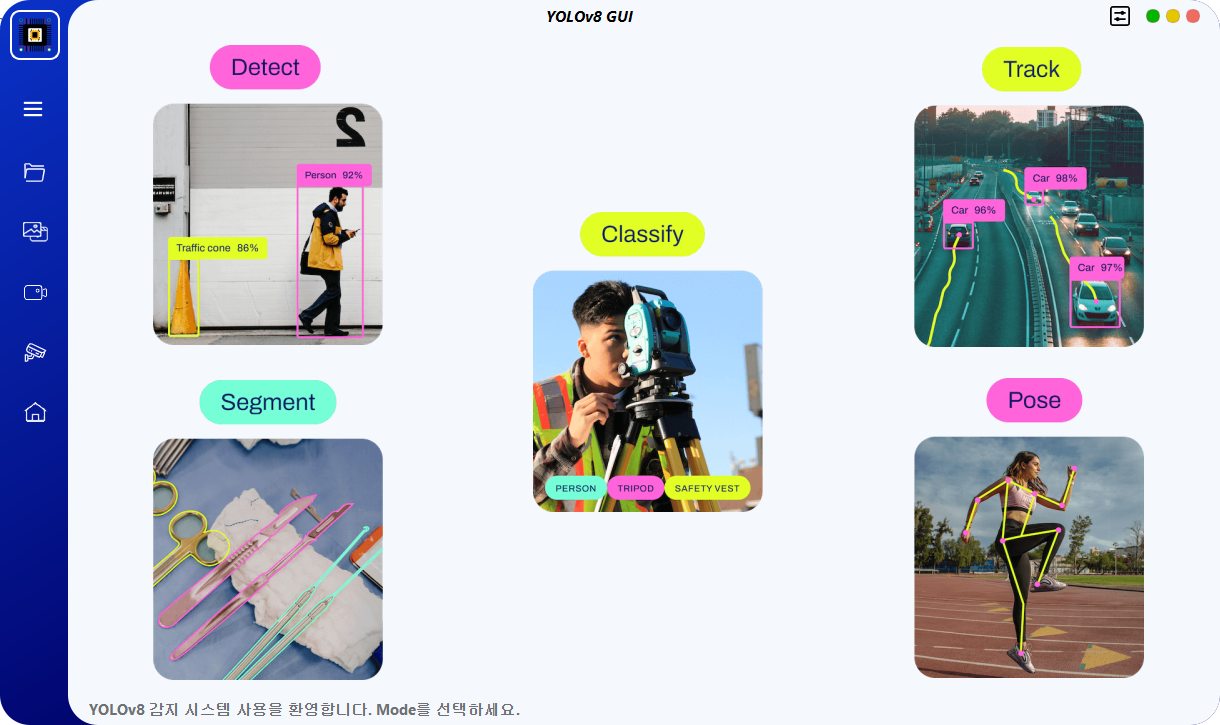 YOLOv8 GUI
Detect
2
Person 92%
Traffic cone 86%
Track
Car 98%
Car 96%
Car 97%
Classify
PERSON TRIPOD SAFETY VEST
Segment
Pose
YOLOv8 감지 시스템 사용을 환영합니다. Mode를 선택하세요.